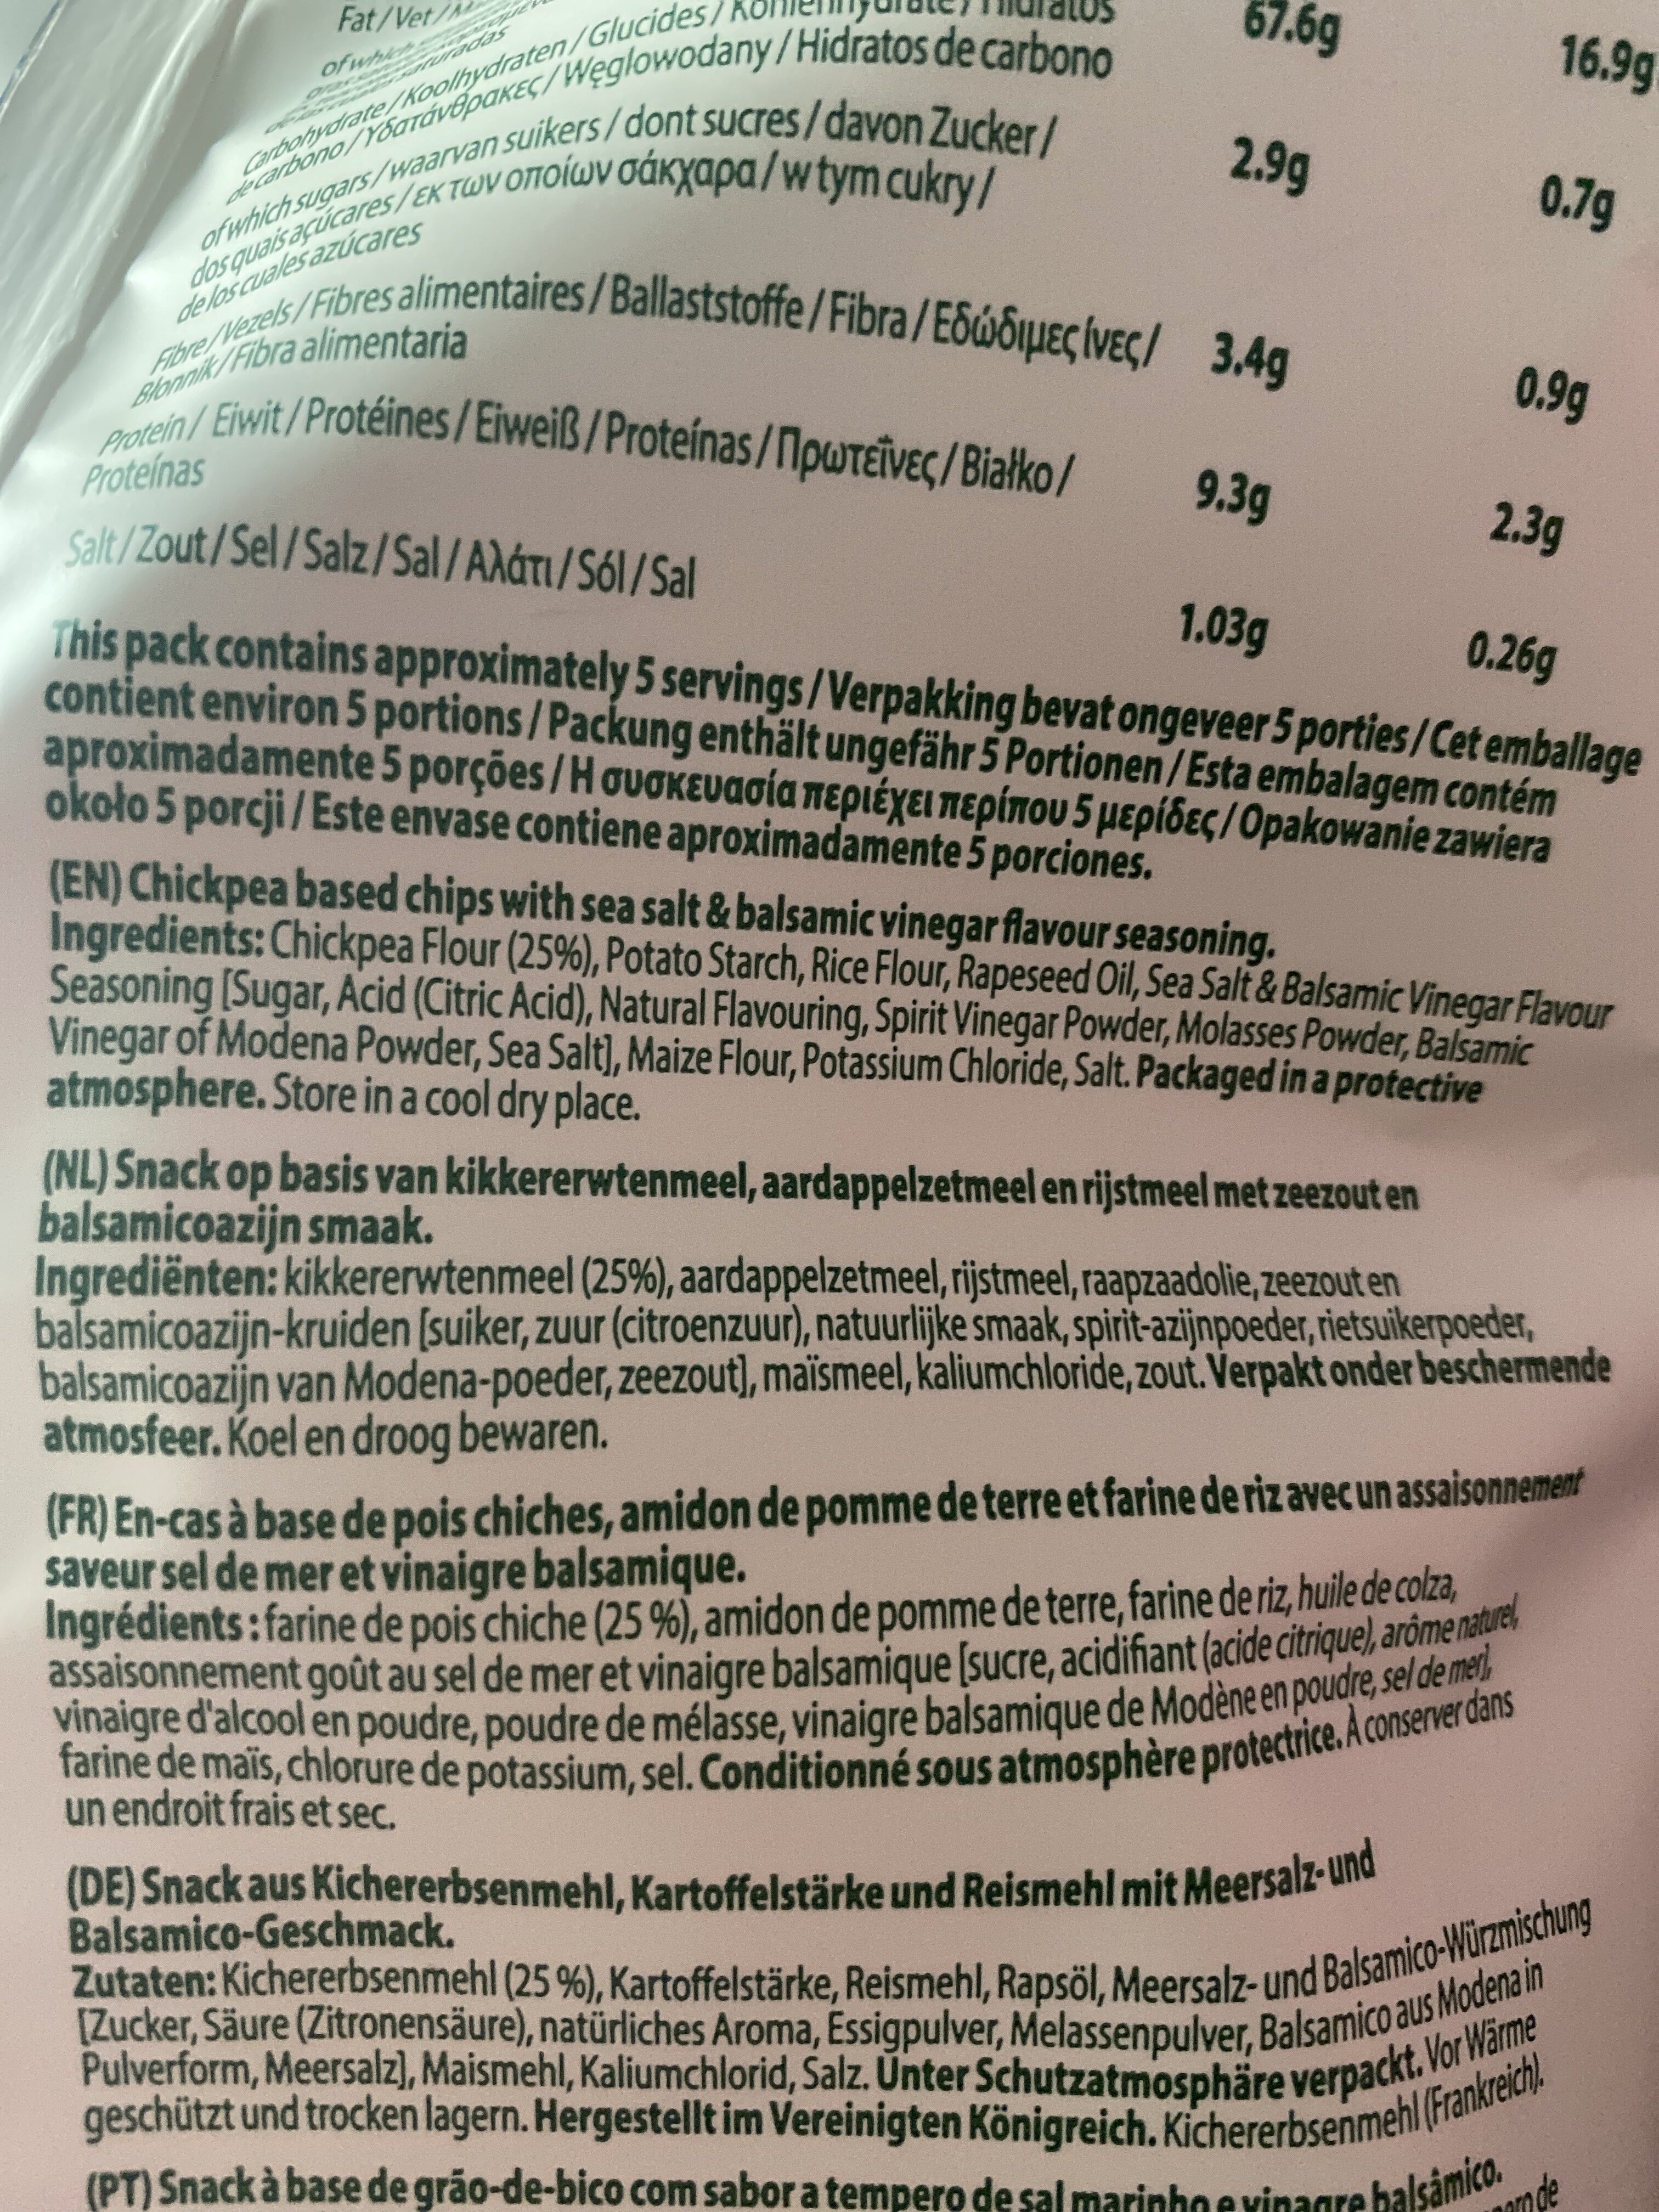 Fat/Vet/
of which
Carbohydrate/Koolhydraten/Glucides/Kohlenhydrate/Hidratos 67.6g 16.9g
de carbono/Υδατάνθρακες/Węglowodany/Hidratos de carbono
of which sugars/waarvan suikers/dont sucres/davon Zucker/ 2.9g 0.7g
dos quais açúcares/εκ των οποίων σάκχαρα/w tym cukry/
de los cuales azúcares
Fibre/Vezels/Fibres alimentaires/Ballaststoffe/Fibra/Εδώδιμες ίνες/ 3.4g 0.9g
Błonnik/Fibra alimentaria
Protein/ Eiwit/Protéines/Eiweiß/Proteínas/Πρωτεΐνες/Białko/ 9.3g 2.3g
Proteínas
Salt/Zout/Sel/Salz/Sal/Αλάτι/Sól/Sal 1.03g 0.26g
This pack contains approximately 5 servings/Verpakking bevat ongeveer 5 porties/Cet emballage
contient environ 5 portions/Packung enthält ungefähr 5 Portionen/Esta embalagem contém
aproximadamente 5 porções/Η συσκευασία περιέχει περίπου 5 μερίδες/Opakowanie zawiera
około 5 porcji/Este envase contiene aproximadamente 5 porciones.
(EN) Chickpea based chips with sea salt & balsamic vinegar flavour seasoning.
Ingredients: Chickpea Flour (25%), Potato Starch, Rice Flour, Rapeseed Oil, Sea Salt & Balsamic Vinegar Flavour
Seasoning [Sugar, Acid (Citric Acid), Natural Flavouring, Spirit Vinegar Powder, Molasses Powder, Balsamic
Vinegar of Modena Powder, Sea Salt], Maize Flour, Potassium Chloride, Salt. Packaged in a protective
atmosphere. Store in a cool dry place.
(NL) Snack op basis van kikkererwtenmeel, aardappelzetmeel en rijstmeel met zeezout en
balsamicoazijn smaak.
Ingrediënten: kikkererwtenmeel (25%), aardappelzetmeel, rijstmeel, raapzaadolie, zeezout en
balsamicoazijn-kruiden [suiker, zuur (citroenzuur), natuurlijke smaak, spirit-azijnpoeder, rietsuikerpoeder,
balsamicoazijn van Modena-poeder, zeezout], maïsmeel, kaliumchloride, zout. Verpakt onder beschermende
atmosfeer. Koel en droog bewaren.
(FR) En-cas à base de pois chiches, amidon de pomme de terre et farine de riz avec un assaisonnement
saveur sel de mer et vinaigre balsamique.
Ingrédients : farine de pois chiche (25 %), amidon de pomme de terre, farine de riz, huile de colza,
assaisonnement goût au sel de mer et vinaigre balsamique [sucre, acidifiant (acide citrique), arôme naturel,
vinaigre d'alcool en poudre, poudre de mélasse, vinaigre balsamique de Modène en poudre, sel de mer],
farine de maïs, chlorure de potassium, sel. Conditionné sous atmosphère protectrice. À conserver dans
un endroit frais et sec.
(DE) Snack aus Kichererbsenmehl, Kartoffelstärke und Reismehl mit Meersalz- und
Balsamico-Geschmack.
Zutaten: Kichererbsenmehl (25 %), Kartoffelstärke, Reismehl, Rapsöl, Meersalz- und Balsamico-Würzmischung
[Zucker, Säure (Zitronensäure), natürliches Aroma, Essigpulver, Melassenpulver, Balsamico aus Modena in
Pulverform, Meersalz], Maismehl, Kaliumchlorid, Salz. Unter Schutzatmosphäre verpackt. Vor Wärme
geschützt und trocken lagern. Hergestellt im Vereinigten Königreich. Kichererbsenmehl (Frankreich).
(PT) Snack à base de grão-de-bico com sabor a tempero de sal marinho e vinagre balsâmico.